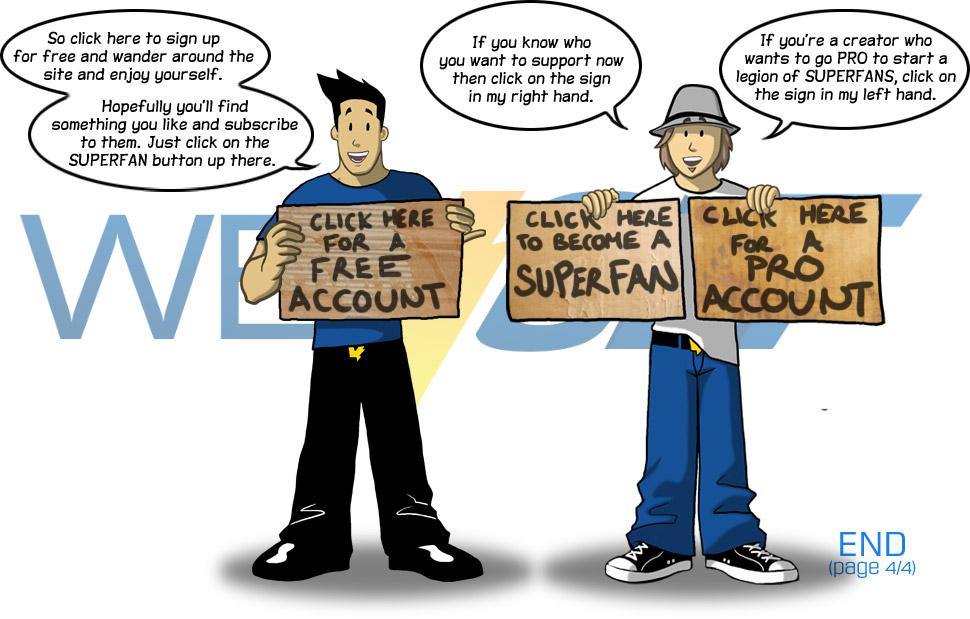 So click here to sign up
for free and wander around the
site and enjoy yourself.
Hopefully you'll find
something you like and subscribe
to them. Just click on the
SUPERFAN button up there.
If you know who
you want to support now
then click on the sign
in my right hand.
If you're a creator who
wants to go PRO to start a
legion of SUPERFANS, click on
the sign in my left hand.
CLICK HERE
FOR A
FREE
ACCOUNT
CLICK HERE
TO BECOME A
SUPERFAN
CLICK HERE
FOR A
PRO
ACCOUNT
END
(page 4/4)